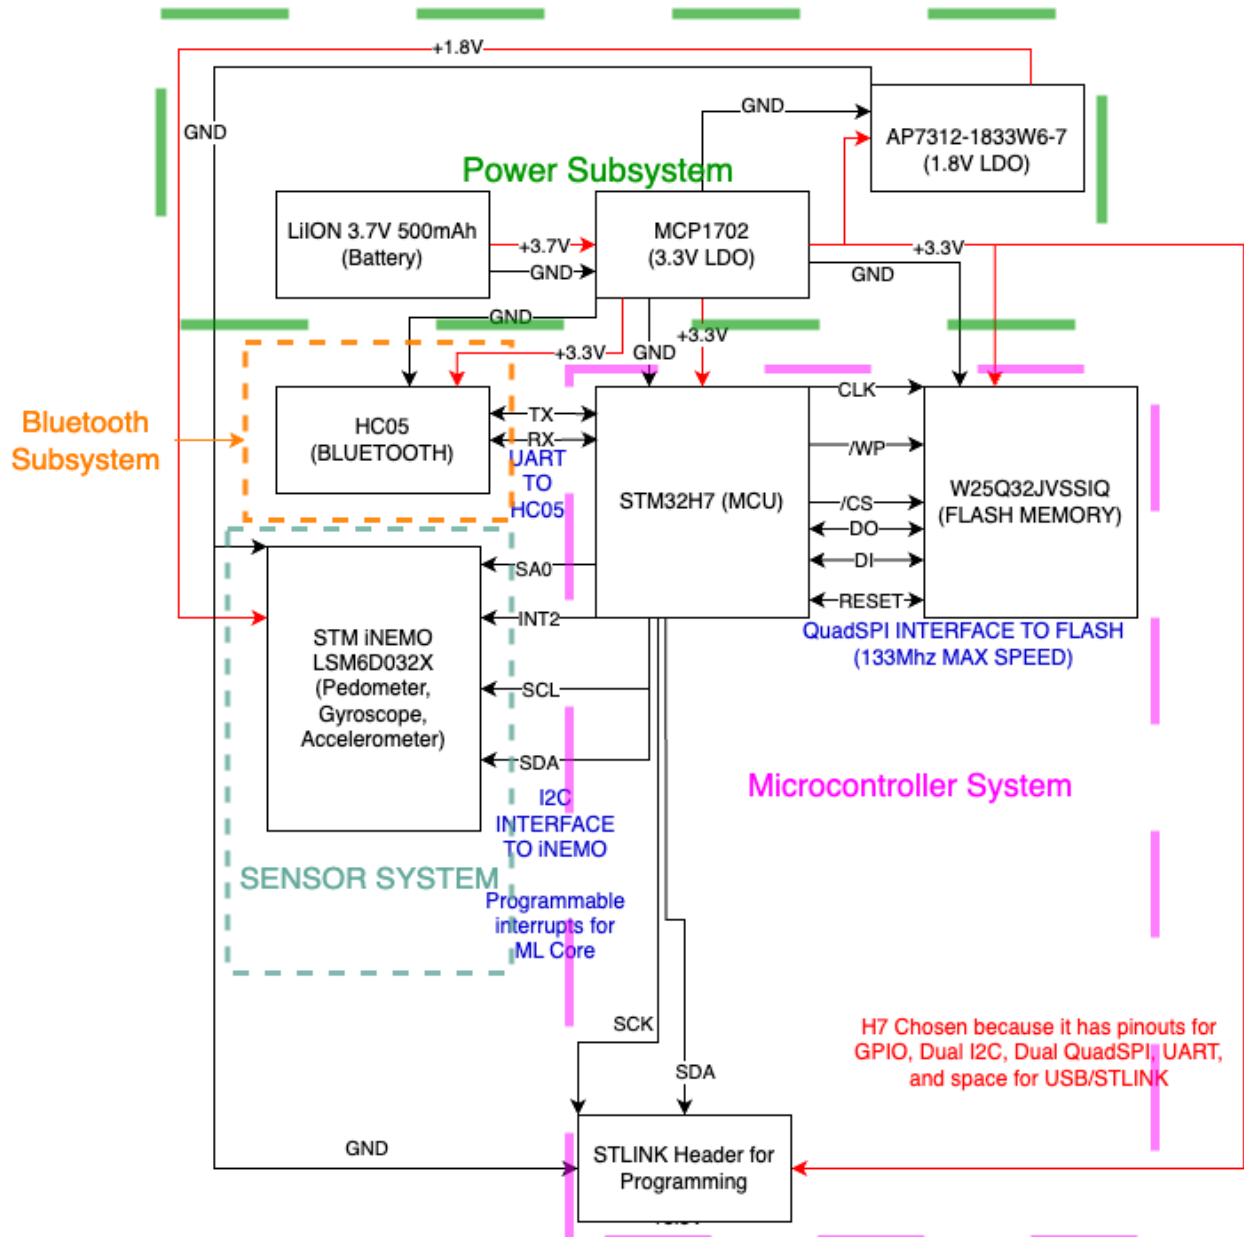 +1.8V
GND
GND
AP7312-1833W6-7
(1.8V LDO)
Power Subsystem
LiION 3.7V 500mAh
(Battery)
+3.7V
GND
MCP1702
(3.3V LDO)
+3.3V
GND
GND
+3.3V
GND
+3.3V
Bluetooth
Subsystem
HC05
(BLUETOOTH)
TX
RX
UART
TO
HC05
STM32H7 (MCU)
CLK
/WP
/CS
DO
DI
RESET
W25Q32JVSSIQ
(FLASH MEMORY)
QuadSPI INTERFACE TO FLASH
(133Mhz MAX SPEED)
SA0
INT2
SCL
SDA
STM iNEMO
LSM6D032X
(Pedometer,
Gyroscope,
Accelerometer)
I2C
INTERFACE
TO iNEMO
Microcontroller System
SENSOR SYSTEM
Programmable
interrupts for
ML Core
SCK
SDA
H7 Chosen because it has pinouts for
GPIO, Dual I2C, Dual QuadSPI, UART,
and space for USB/STLINK
GND
STLINK Header for
Programming